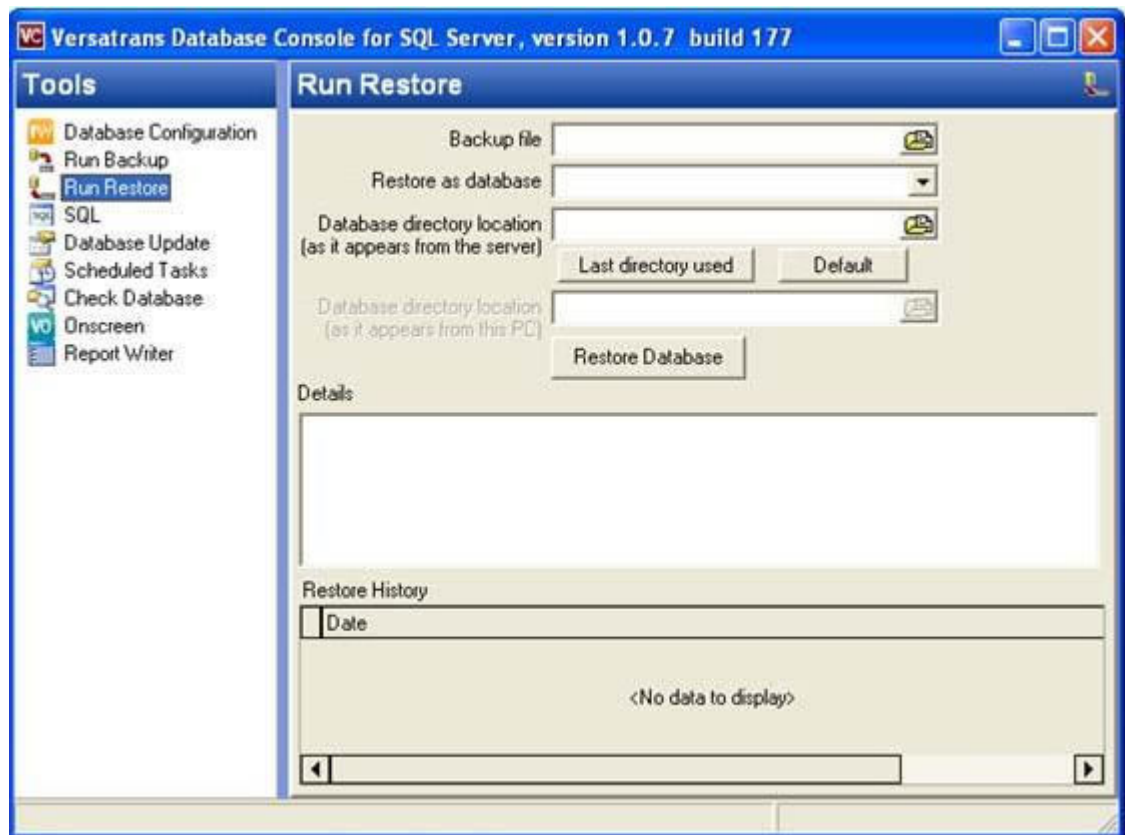 VC Versatrans Database Console for SQL Server, version 1.0.7 build 177
Tools
Database Configuration
Run Backup
Run Restore
SQL SQL
Database Update
Scheduled Tasks
Check Database
VO Onscreen
Report Writer
Run Restore
Backup file
Restore as database
Database directory location
(as it appears from the server)
Last directory used Default
Database directory location
(as it appears from this PC)
Restore Database
Details
Restore History
Date
<No data to display>